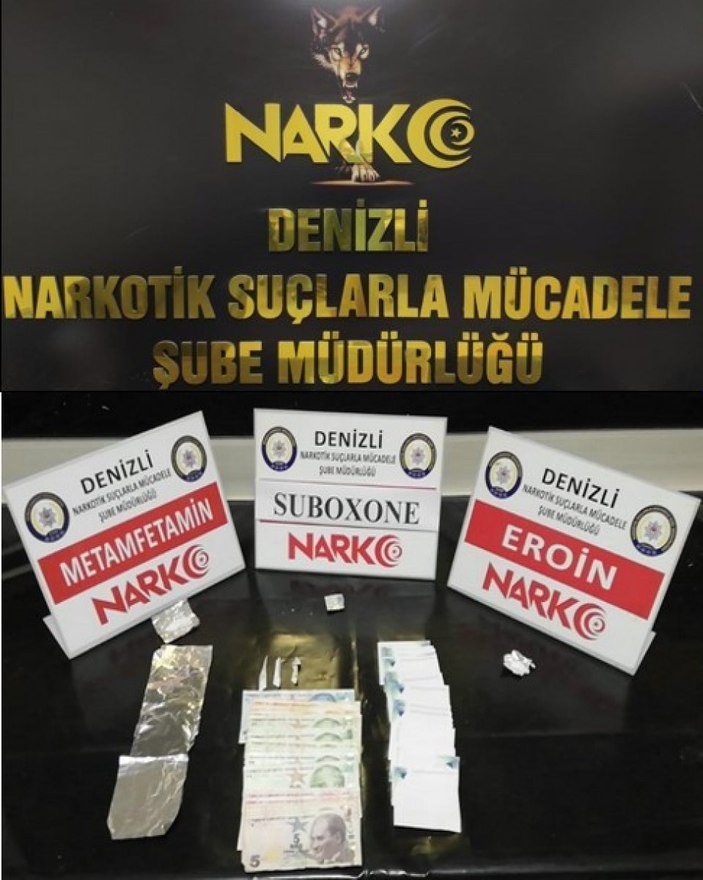 NARKO
DENİZLİ
NARKOTİK SUÇLARLA MÜCADELE
ŞUBE MÜDÜRLÜĞÜ
DENİZLİ
NARKOTİK SUÇLARLA MÜCADELE
ŞUBE MÜDÜRLÜĞÜ
METAMFETAMİN
NARKO
DENİZLİ
NARKOTİK SUÇLARLA MÜCADELE
ŞUBE MÜDÜRLÜĞÜ
SUBOXONE
NARKO
DENİZLİ
NARKOTİK SUÇLARLA MÜCADELE
ŞUBE MÜDÜRLÜĞÜ
EROİN
NARKO
5
5